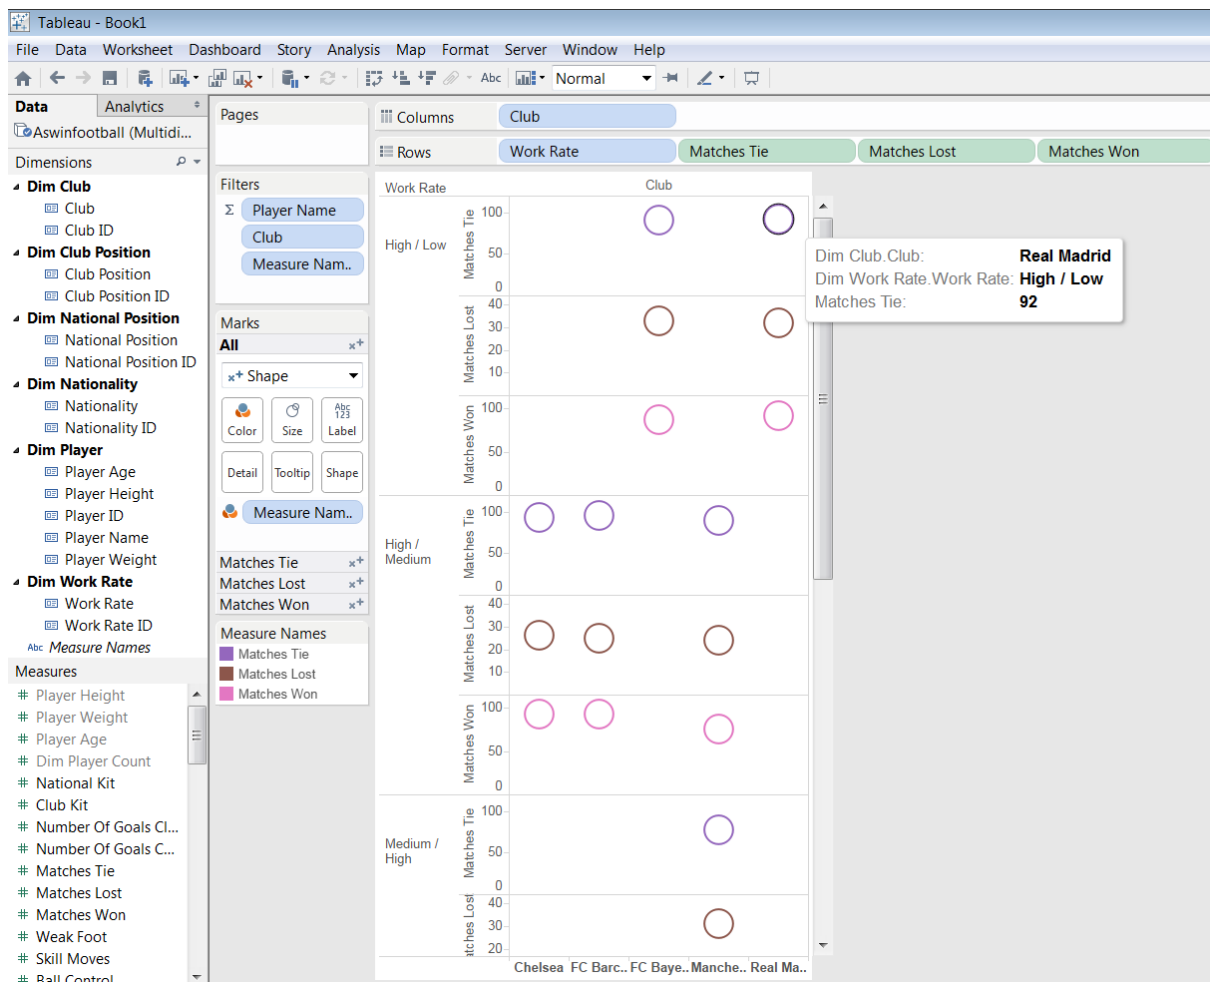 Tableau - Book1
File Data Worksheet Dashboard Story Analysis Map Format Server Window Help
Abc Normal
Data Analytics
Aswinfootball (Multidi...
Dimensions
Dim Club
Club
Club ID
Dim Club Position
Club Position
Club Position ID
Dim National Position
National Position
National Position ID
Dim Nationality
Nationality
Nationality ID
Dim Player
Player Age
Player Height
Player ID
Player Name
Player Weight
Dim Work Rate
Work Rate
Work Rate ID
Abc Measure Names
Measures
# Player Height
# Player Weight
# Player Age
# Dim Player Count
# National Kit
# Club Kit
# Number Of Goals Cl...
# Number Of Goals C...
# Matches Tie
# Matches Lost
# Matches Won
# Weak Foot
# Skill Moves
# Ball Control
Pages
Filters
Σ Player Name
Club
Measure Nam..
Marks
All
Shape
Color Size Abc 123 Label
Detail Tooltip Shape
Measure Nam..
Matches Tie
Matches Lost
Matches Won
Measure Names
Matches Tie
Matches Lost
Matches Won
Columns Club
Rows Work Rate Matches Tie Matches Lost Matches Won
Work Rate Club
High / Low
Matches Tie
100
50
0
Matches Lost
40
30
20
10
Matches Won
100
50
0
High /
Medium
Matches Tie
100
50
0
Matches Lost
40
30
20
10
Matches Won
100
50
0
Medium /
High
Matches Tie
100
50
0
atches Lost
40
30
20
Chelsea FC Barc.. FC Baye.. Manche.. Real Ma..
Dim Club.Club: Real Madrid
Dim Work Rate.Work Rate: High / Low
Matches Tie: 92